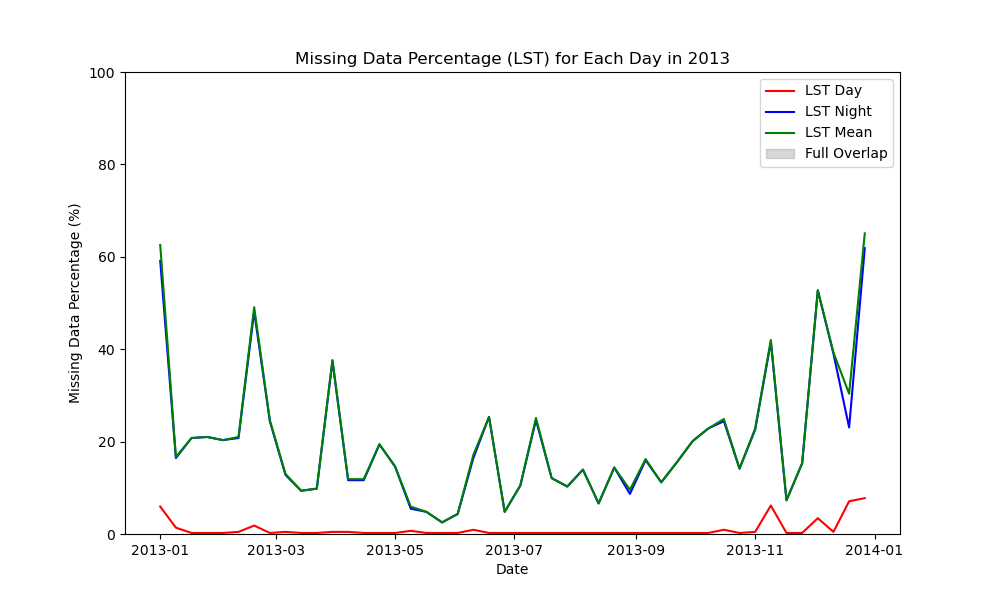 Missing Data Percentage (LST) for Each Day in 2013
100
80
60
40
20
0
Missing Data Percentage (%)
LST Day
LST Night
LST Mean
Full Overlap
2013-01
2013-03
2013-05
2013-07
2013-09
2013-11
2014-01
Date